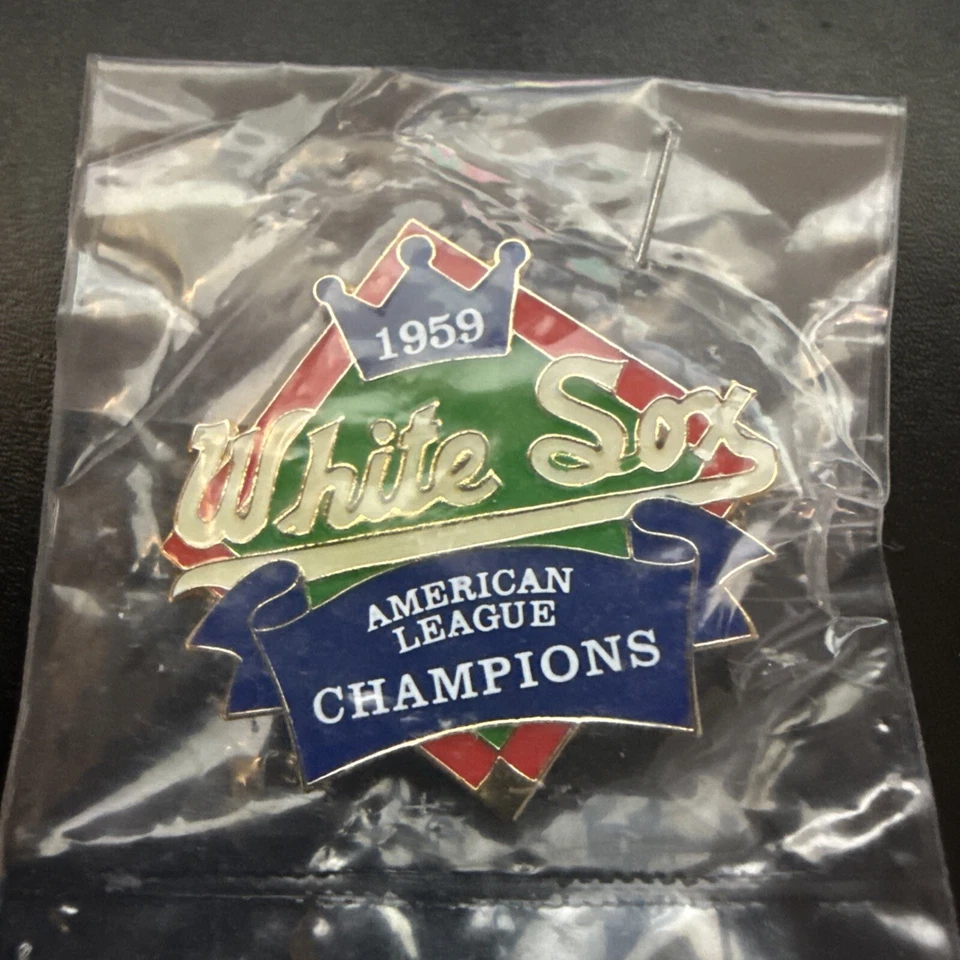 1959
White Sox
AMERICAN
LEAGUE
CHAMPIONS